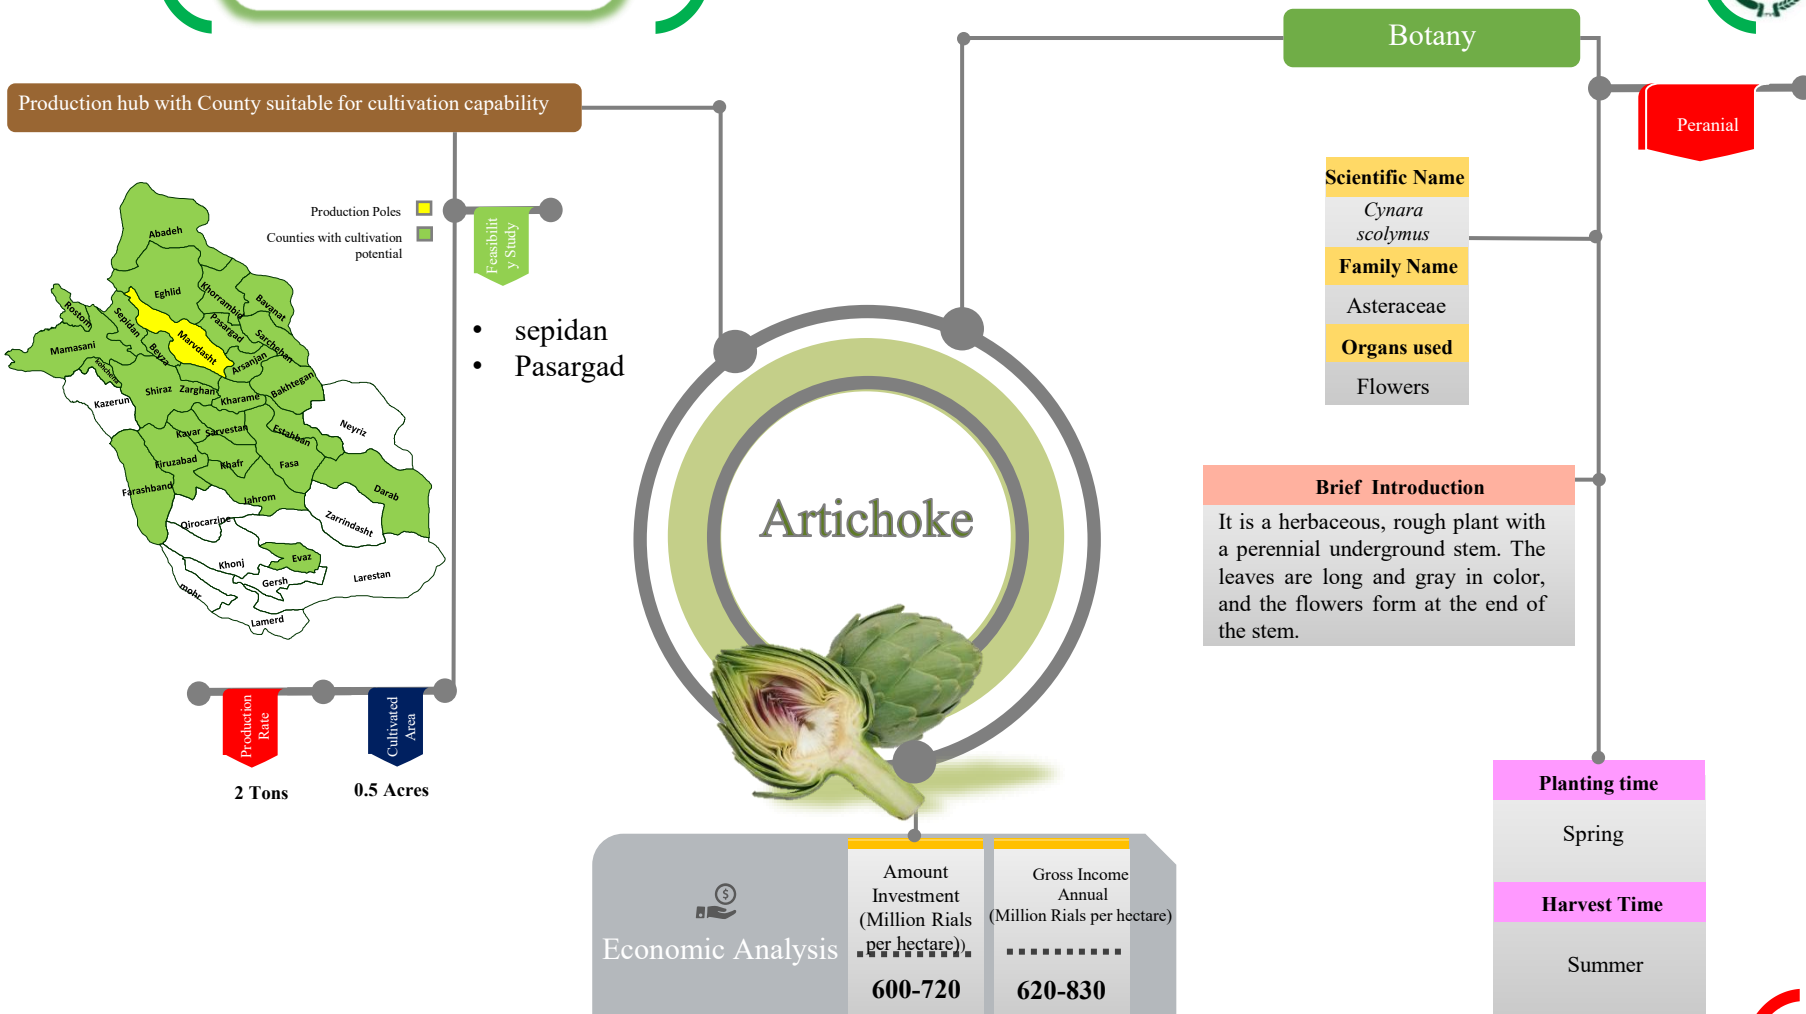 Botany
Production hub with County suitable for cultivation capability
Peranial
Scientific Name
Cynara
scolymus
Family Name
Asteraceae
Organs used
Flowers
Production Poles
Counties with cultivation
potential
Feasibilit
y Study
• sepidan
• Pasargad
Abadeh
Eghlid
Khorrambid
Bavanat
Rostom
Sepidan
Pasargad
Sarchehan
Mamasani
Beyza
Marvdasht
Arsanjan
Shiraz
Zarghan
Kharame
Bakhtegan
Kazerun
Neyriz
Kavar
Sarvestan
Estahban
Firuzabad
Khafr
Fasa
Farashband
Jahrom
Darab
Qirocarzine
Zarrindasht
Khonj
Evaz
Gersh
Larestan
mohr
Lamerd
Artichoke
Brief Introduction
It is a herbaceous, rough plant with
a perennial underground stem. The
leaves are long and gray in color,
and the flowers form at the end of
the stem.
Production
Rate
Cultivated
Area
2 Tons
0.5 Acres
Planting time
Spring
Harvest Time
Summer
Economic Analysis
Amount
Investment
(Million Rials
per hectare))
600-720
Gross Income
Annual
(Million Rials per hectare)
620-830